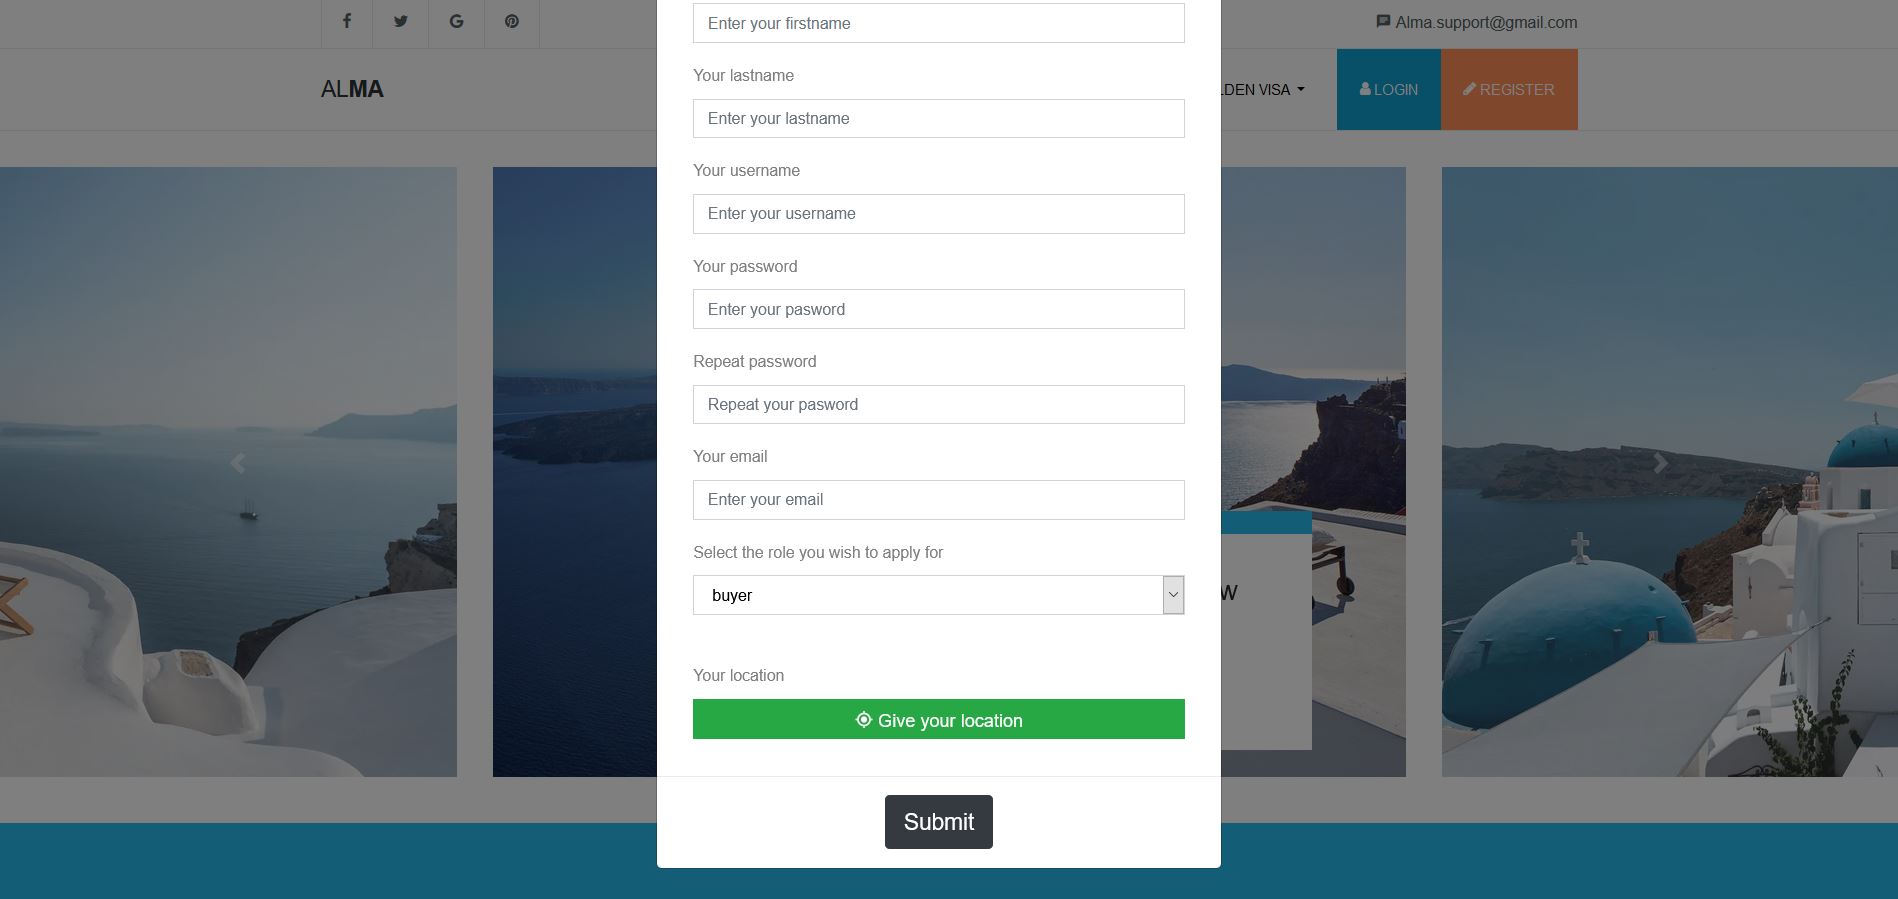 Alma.support@gmail.com
ALMA
LDEN VISA
LOGIN
REGISTER
Enter your firstname
Your lastname
Enter your lastname
Your username
Enter your username
Your password
Enter your pasword
Repeat password
Repeat your pasword
Your email
Enter your email
Select the role you wish to apply for
buyer
Your location
Give your location
Submit
W